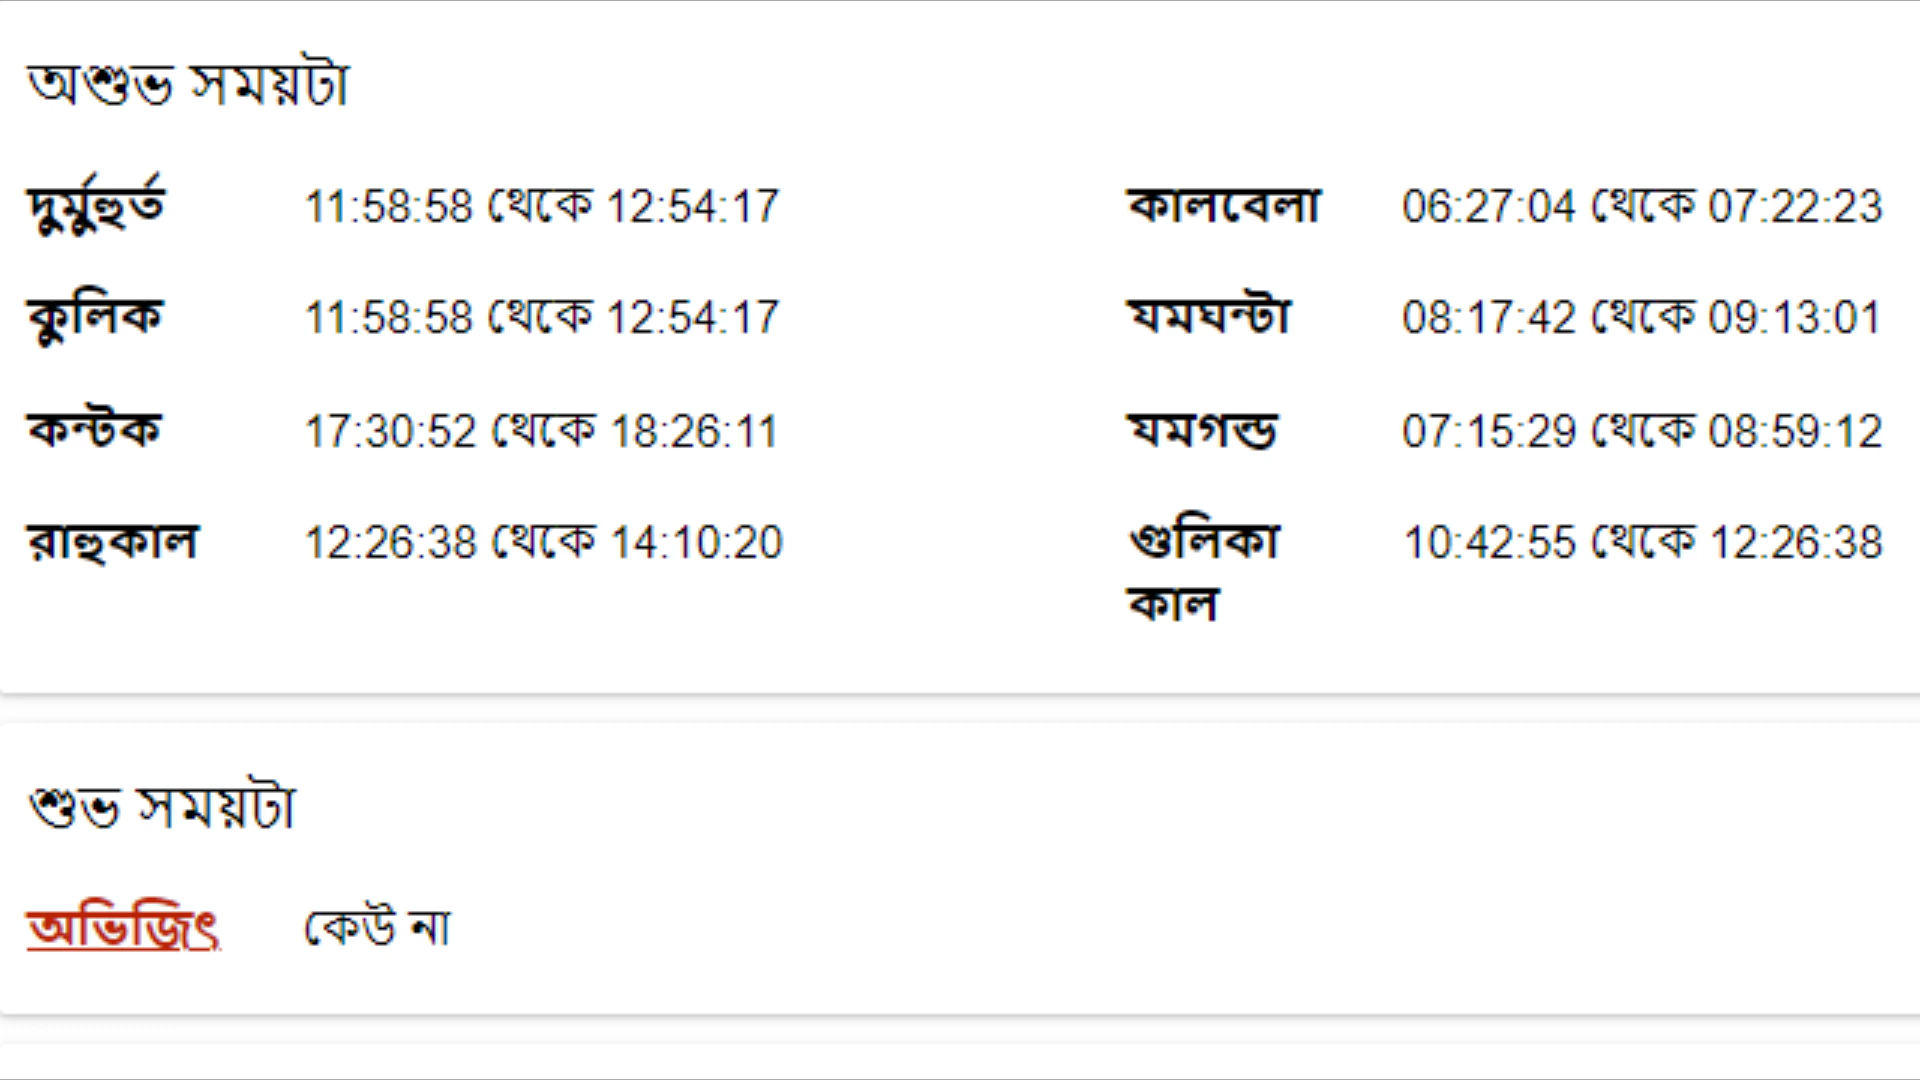 অশুভ সময়টা
দুর্মুহুর্ত 11:58:58 থেকে 12:54:17 কালবেলা 06:27:04 থেকে 07:22:23
কুলিক 11:58:58 থেকে 12:54:17 যমঘন্টা 08:17:42 থেকে 09:13:01
কন্টক 17:30:52 থেকে 18:26:11 যমগন্ড 07:15:29 থেকে 08:59:12
রাহুকাল 12:26:38 থেকে 14:10:20 গুলিকা 10:42:55 থেকে 12:26:38
কাল
শুভ সময়টা
অভিজিৎ কেউ না